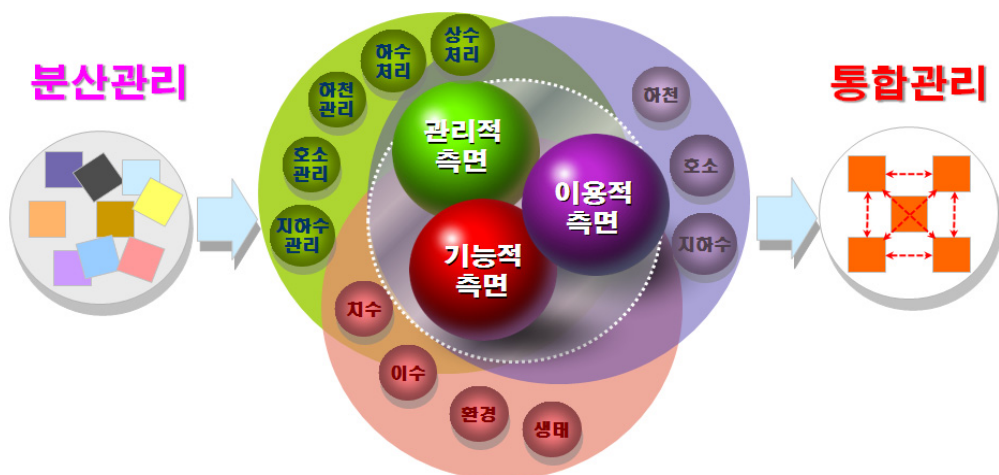 분산관리
상수
처리
하수
처리
하천
관리
호소
관리
지하수
관리
관리적
측면
이용적
측면
기능적
측면
하천
호소
지하수
치수
이수
환경
생태
통합관리